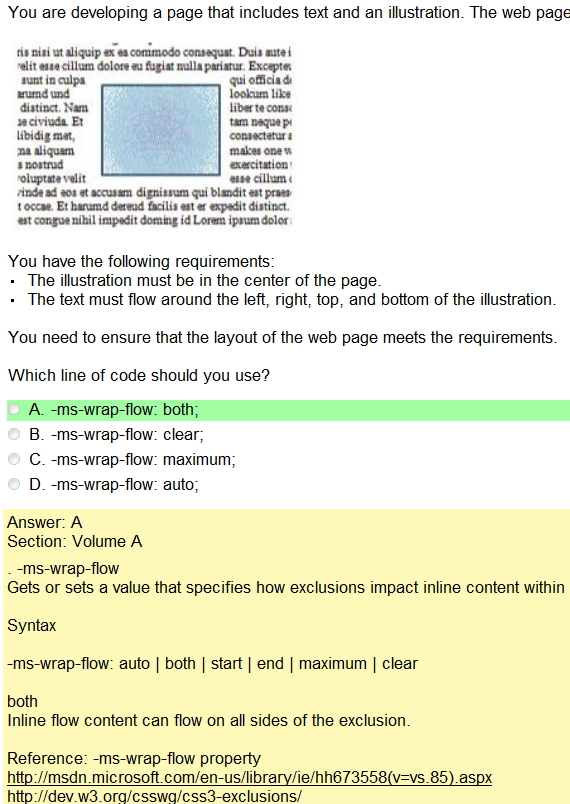 You are developing a page that includes text and an illustration. The web page
ris nisi ut aliquip ex ea commodo consequat. Duis aute i
velit esse cillum dolore eu fugiat nulla pariatur. Excepteu
sunt in culpa qui officia de
arumd und lookum like
distinct. Nam liber te conse
se civiuda. Et tam neque pe
libidig met, consectetur a
na aliquam makes one w
s nostrud exercitation
voluptate velit esse cillum
rinde ad eos et accusam dignissum qui blandit est praes
t occae. Et harumd dereud facilis est er expedit distinct.
est congue nihil impedit doming id Lorem ipsum dolor
You have the following requirements:
· The illustration must be in the center of the page.
· The text must flow around the left, right, top, and bottom of the illustration.
You need to ensure that the layout of the web page meets the requirements.
Which line of code should you use?
A. -ms-wrap-flow: both;
B. -ms-wrap-flow: clear;
C. -ms-wrap-flow: maximum;
D. -ms-wrap-flow: auto;
Answer: A
Section: Volume A
. -ms-wrap-flow
Gets or sets a value that specifies how exclusions impact inline content within
Syntax
-ms-wrap-flow: auto | both | start | end | maximum | clear
both
Inline flow content can flow on all sides of the exclusion.
Reference: -ms-wrap-flow property
http://msdn.microsoft.com/en-us/library/ie/hh673558(v=vs.85).aspx
http://dev.w3.org/csswg/css3-exclusions/